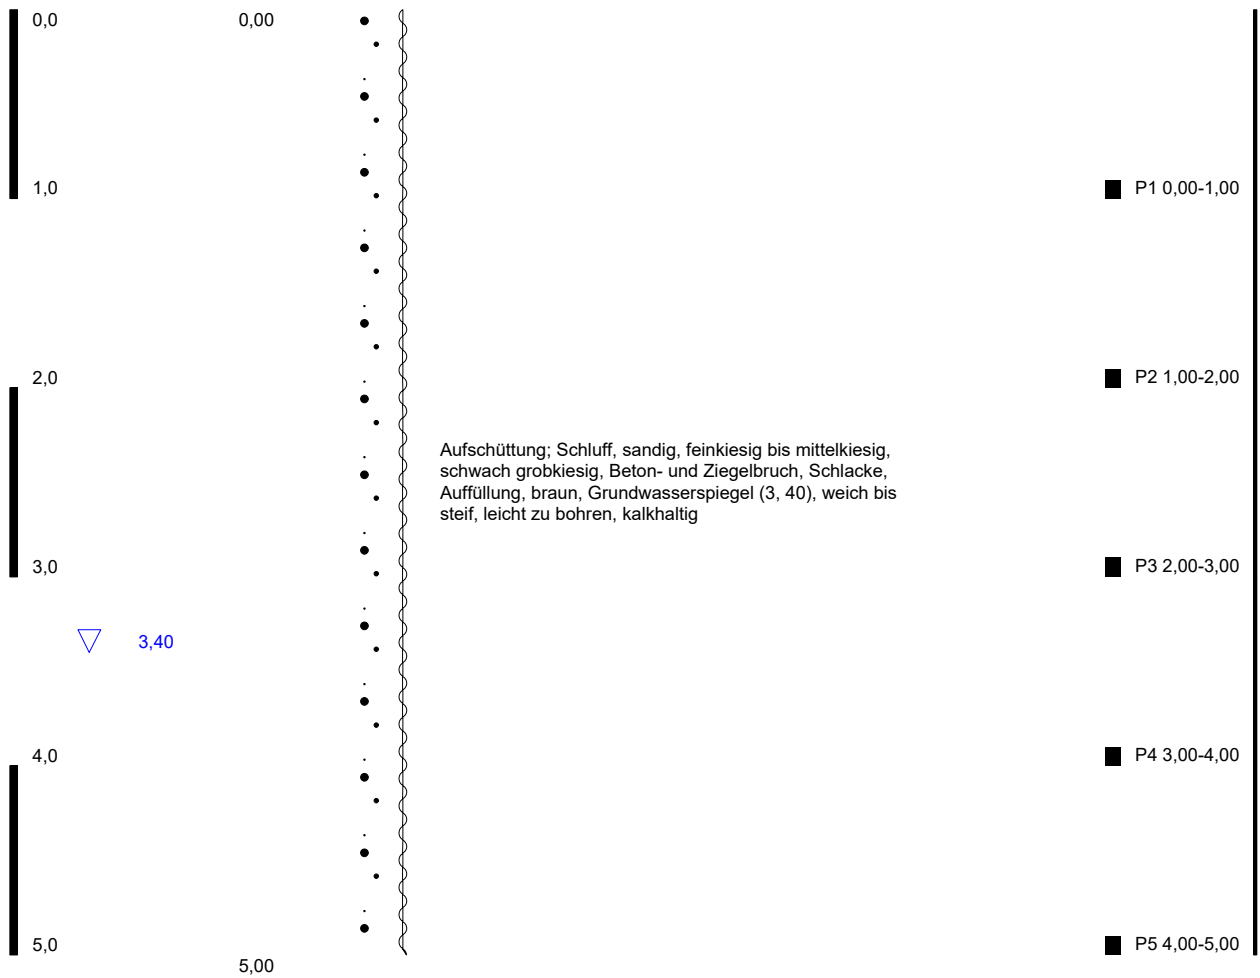 0,0
0,00
1,0
P1 0,00-1,00
2,0
P2 1,00-2,00
Aufschüttung; Schluff, sandig, feinkiesig bis mittelkiesig,
schwach grobkiesig, Beton- und Ziegelbruch, Schlacke,
Auffüllung, braun, Grundwasserspiegel (3, 40), weich bis
steif, leicht zu bohren, kalkhaltig
3,0
P3 2,00-3,00
3,40
4,0
P4 3,00-4,00
5,0
P5 4,00-5,00
5,00